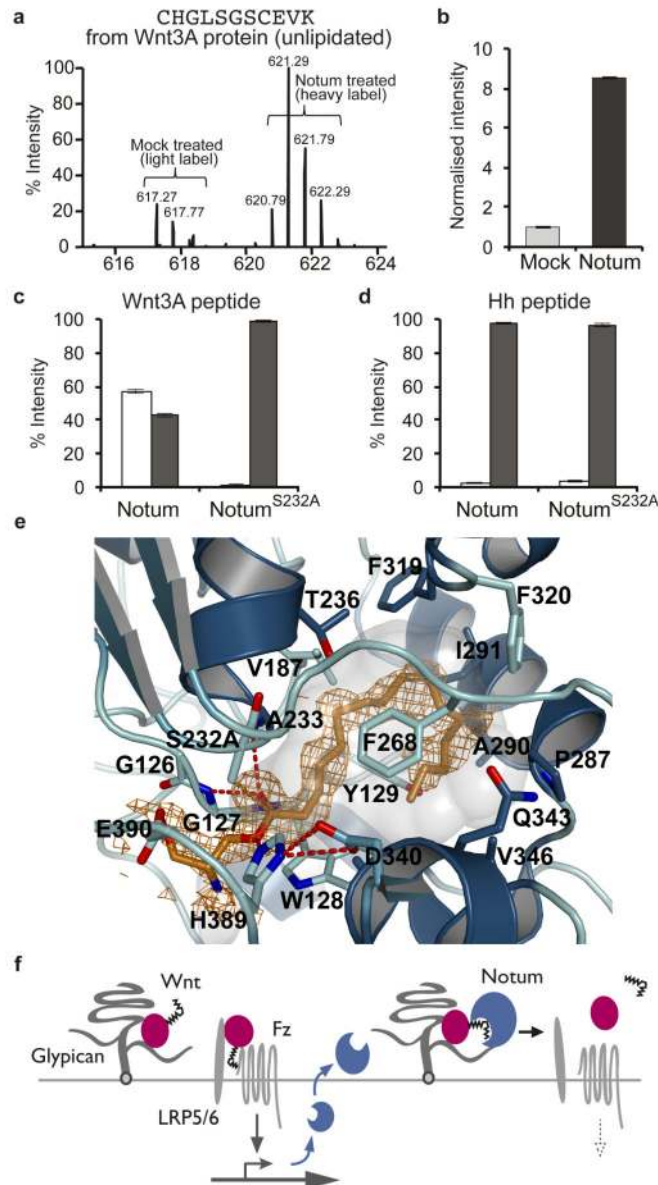 a
CHGLSGSCEVK
from Wnt3A protein (unlipidated)
621.29
100
80
60
40
20
0
% Intensity
Notum treated
(heavy label)
Mock treated
(light label)
621.79
617.27
617.77
620.79
622.29
616 618 620 622 624
b
10
8
6
4
2
0
Normalised intensity
Mock Notum
c
Wnt3A peptide
100
80
60
40
20
0
% Intensity
Notum Notum^S232A
d
Hh peptide
100
80
60
40
20
0
% Intensity
Notum Notum^S232A
e
F319
F320
T236
V187
I291
A233
S232A
F268
A290
P287
G126
G127
Y129
Q343
E390
D340
V346
H389
W128
f
Wnt
Notum
Glypican
Fz
LRP5/6